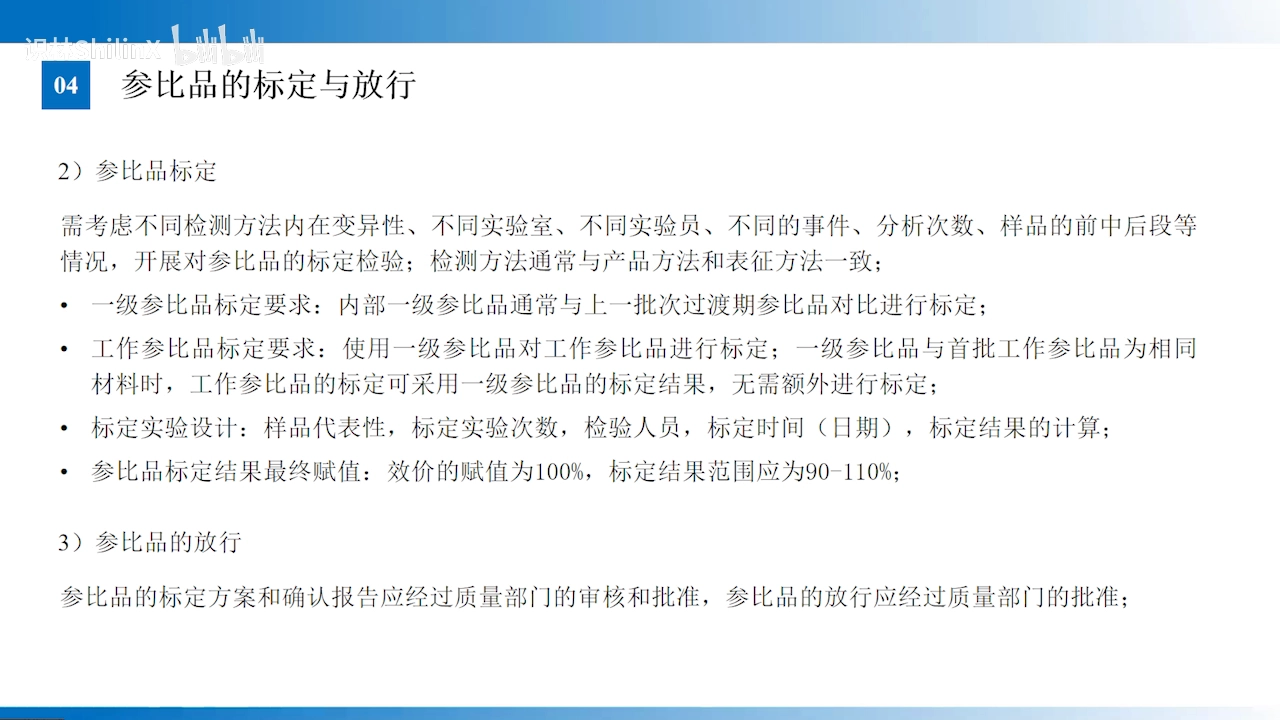 识林ShilinX bilibili
04
参比品的标定与放行
2）参比品标定
需考虑不同检测方法内在变异性、不同实验室、不同实验员、不同的事件、分析次数、样品的前中后段等
情况，开展对参比品的标定检验；检测方法通常与产品方法和表征方法一致；
• 一级参比品标定要求：内部一级参比品通常与上一批次过渡期参比品对比进行标定；
• 工作参比品标定要求：使用一级参比品对工作参比品进行标定；一级参比品与首批工作参比品为相同
材料时，工作参比品的标定可采用一级参比品的标定结果，无需额外进行标定；
• 标定实验设计：样品代表性，标定实验次数，检验人员，标定时间（日期），标定结果的计算；
• 参比品标定结果最终赋值：效价的赋值为100%，标定结果范围应为90-110%；
3）参比品的放行
参比品的标定方案和确认报告应经过质量部门的审核和批准，参比品的放行应经过质量部门的批准；